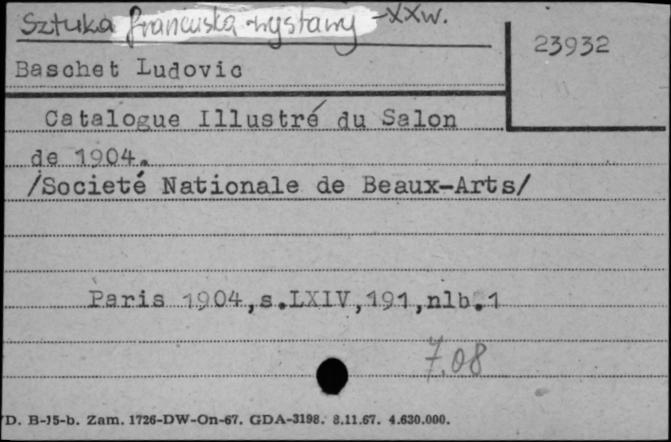 Sztuka francuska-wystawy -XXw.
23932
Baschet Ludovic
Catalogue Illustré du Salon
de 1904.
/Societé Nationale de Beaux-Arts/
Paris 1904,s.LXIV,191,nlb.1
7.08
D. B-15-b. Zam. 1726-DW-On-67. GDA-3198. 8.11.67. 4.630.000.